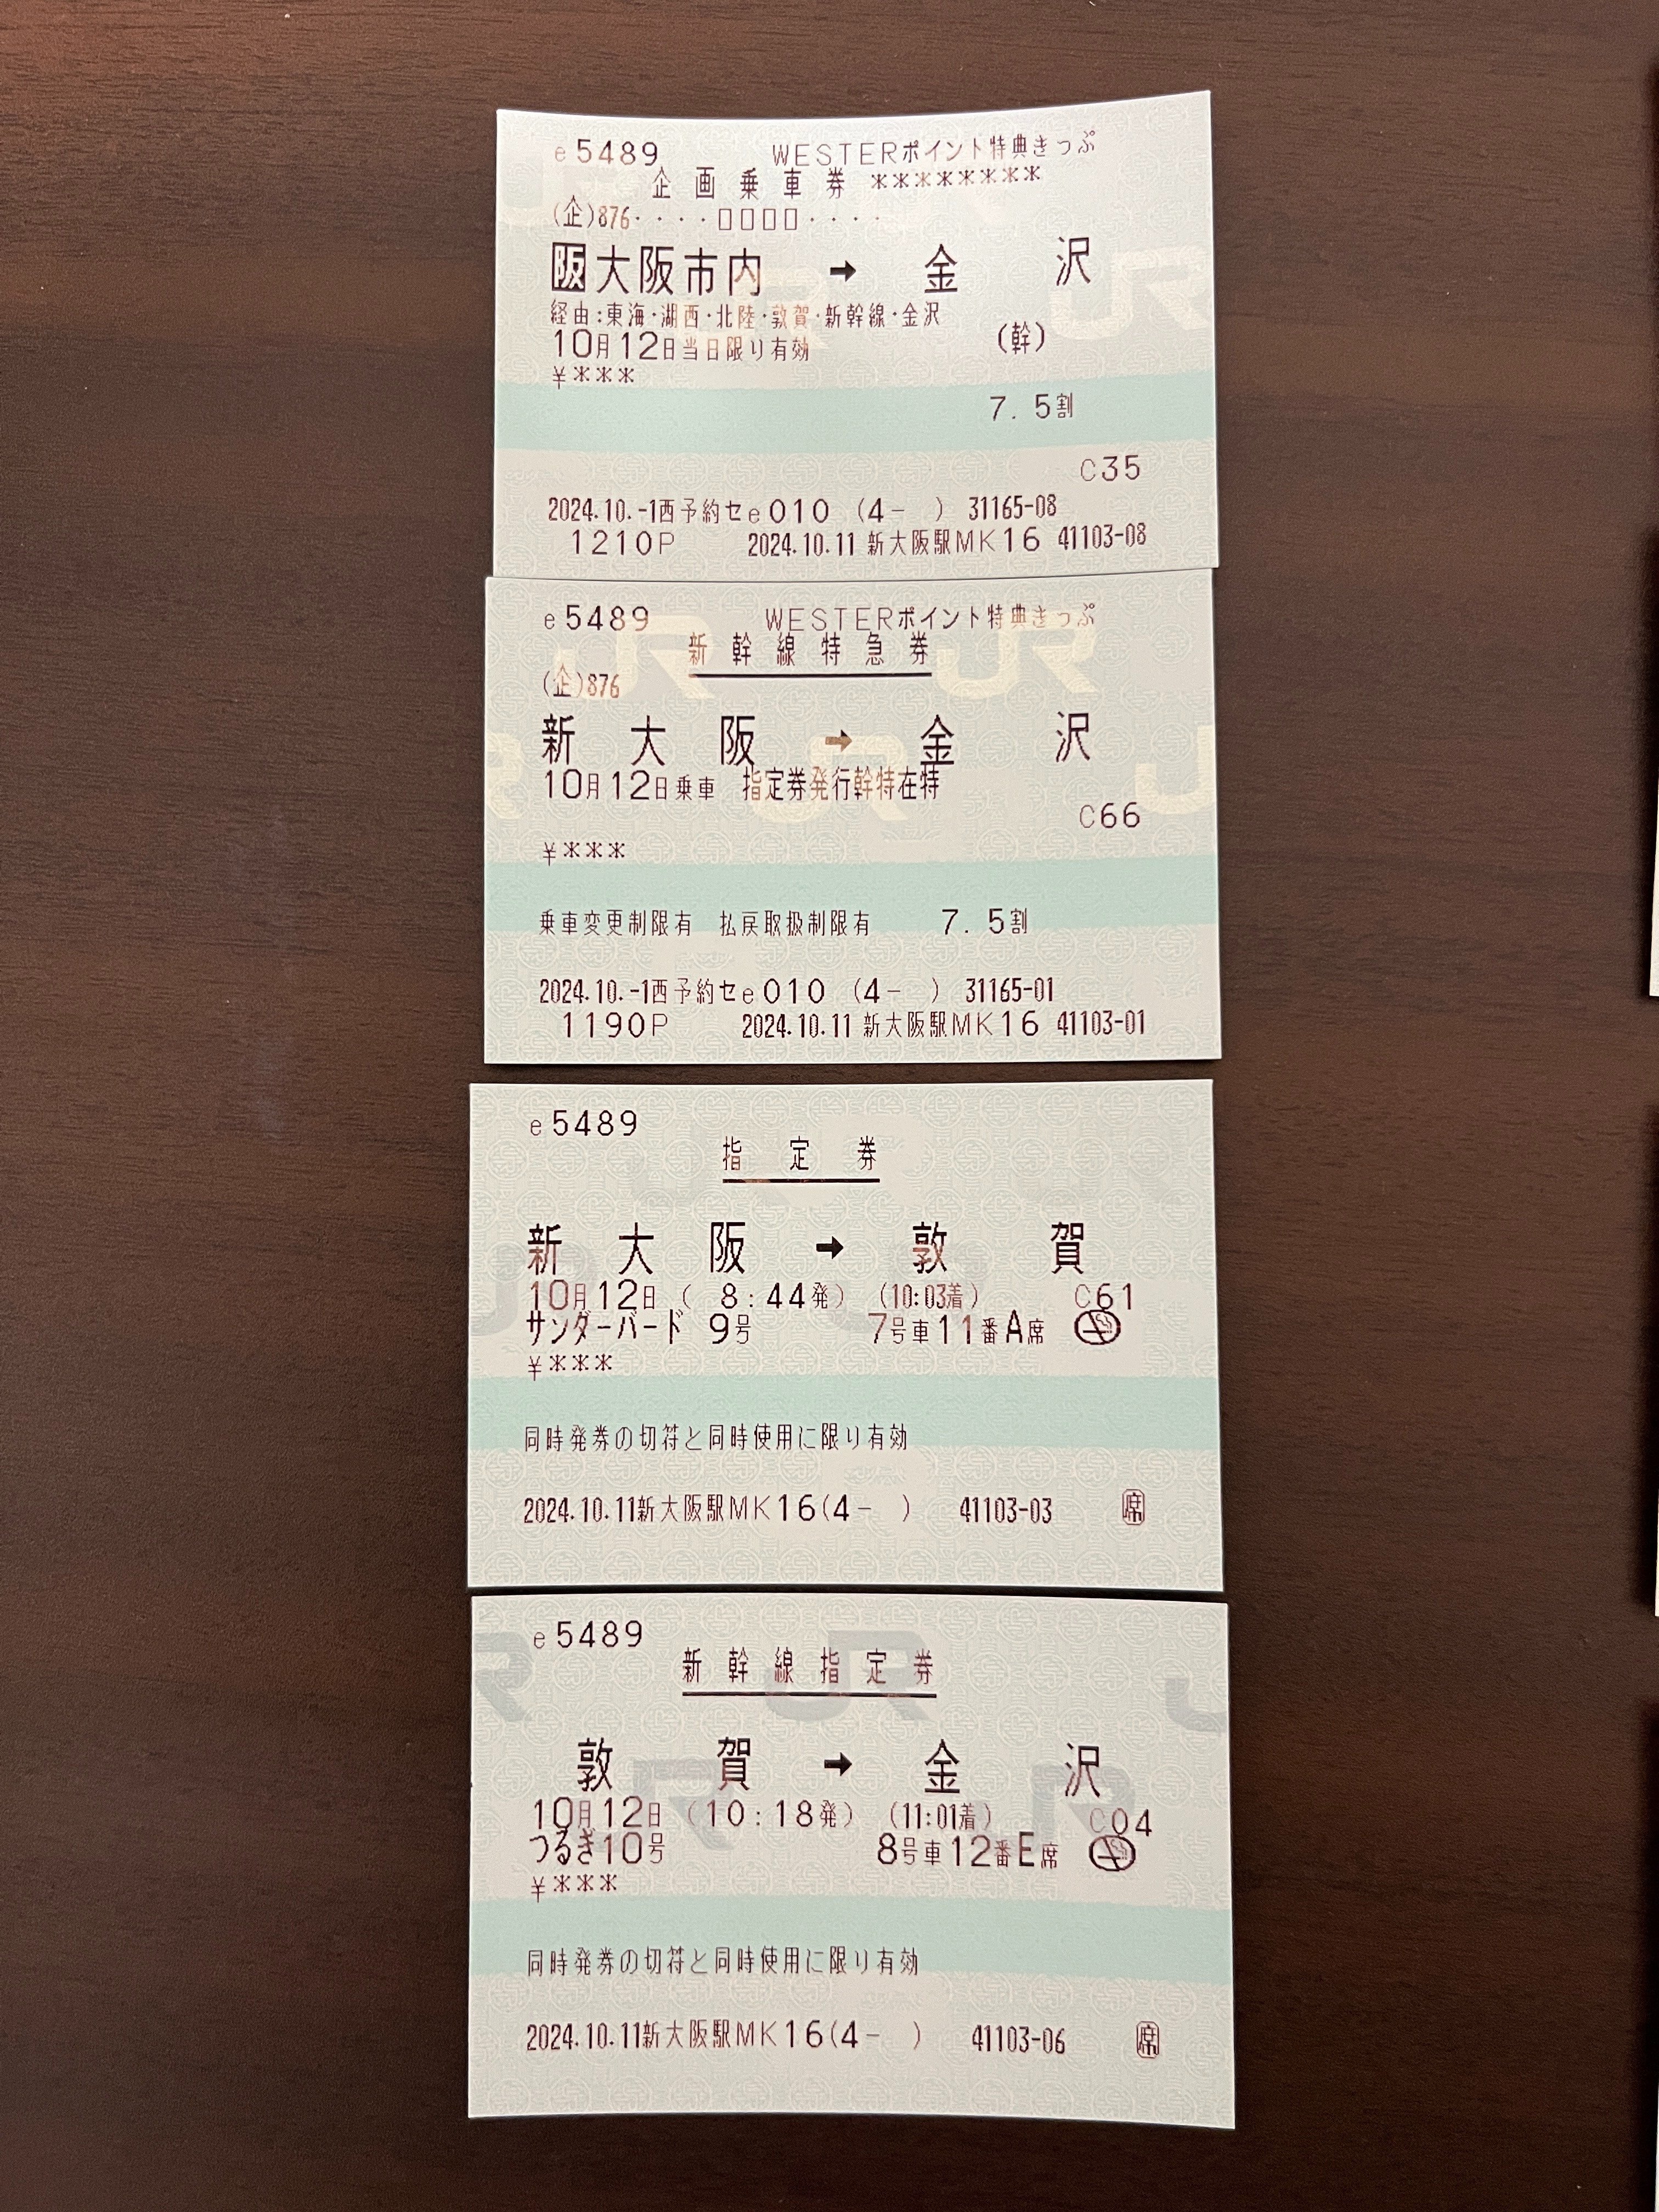 e5489 WESTERポイント特典きっぷ
企画乗車券 ********
(企)876・・・・□□□□・・・・
阪大阪市内 → 金沢
経由:東海・湖西・北陸・敦賀・新幹線・金沢
10月12日当日限り有効 (幹)
¥***
7.5割
C35
2024.10.-1西予約セe010 (4- ) 31165-08
1210P 2024.10.11 新大阪駅MK16 41103-08
e5489 WESTERポイント特典きっぷ
新幹線特急券
(企)876
新大阪 → 金沢
10月12日乗車 指定券発行幹特在特
C66
¥***
乗車変更制限有 払戻取扱制限有 7.5割
2024.10.-1西予約セe010 (4- ) 31165-01
1190P 2024.10.11 新大阪駅MK16 41103-01
e5489
指定券
新大阪 → 敦賀
10月12日 ( 8:44発) (10:03着) C61
サンダーバード 9号 7号車11番A席
¥***
同時発券の切符と同時使用に限り有効
2024.10.11新大阪駅MK16(4- ) 41103-03 席
e5489
新幹線指定券
敦賀 → 金沢
10月12日 (10:18発) (11:01着) C04
つるぎ10号 8号車12番E席
¥***
同時発券の切符と同時使用に限り有効
2024.10.11新大阪駅MK16(4- ) 41103-06 席